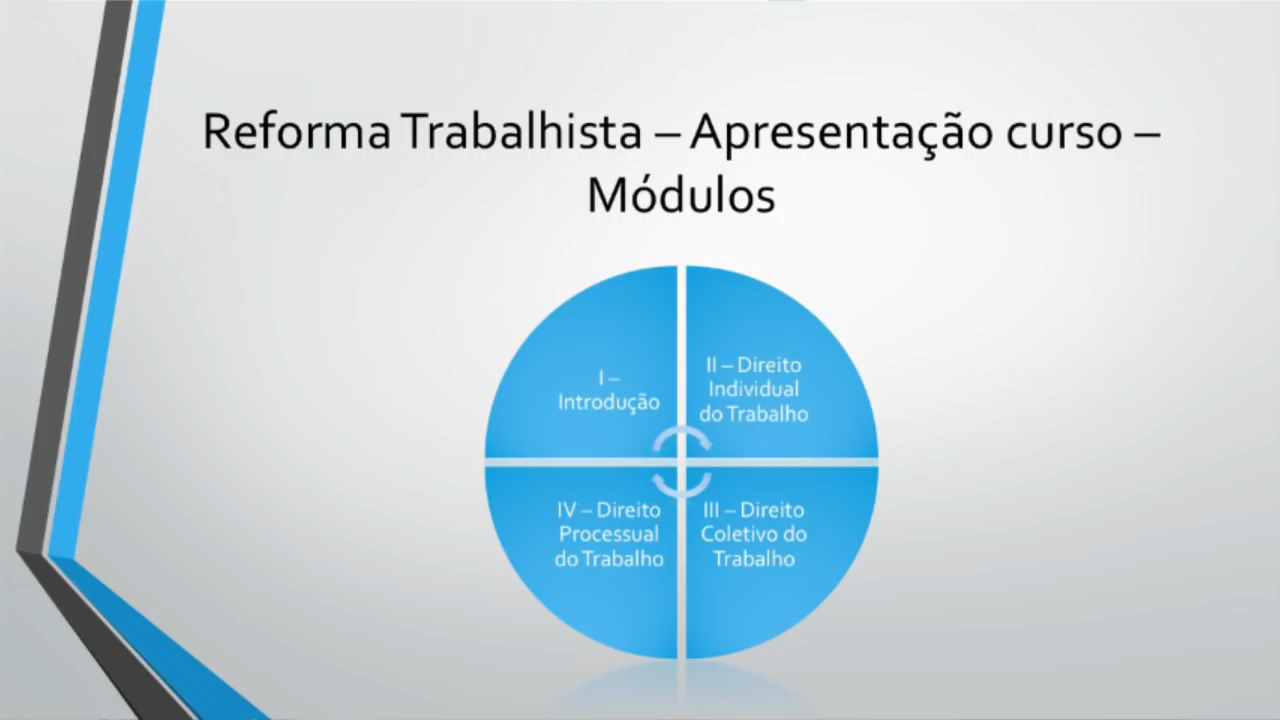 Reforma Trabalhista – Apresentação curso –
Módulos
I –
Introdução
II – Direito
Individual
do Trabalho
III – Direito
Coletivo do
Trabalho
IV – Direito
Processual
do Trabalho